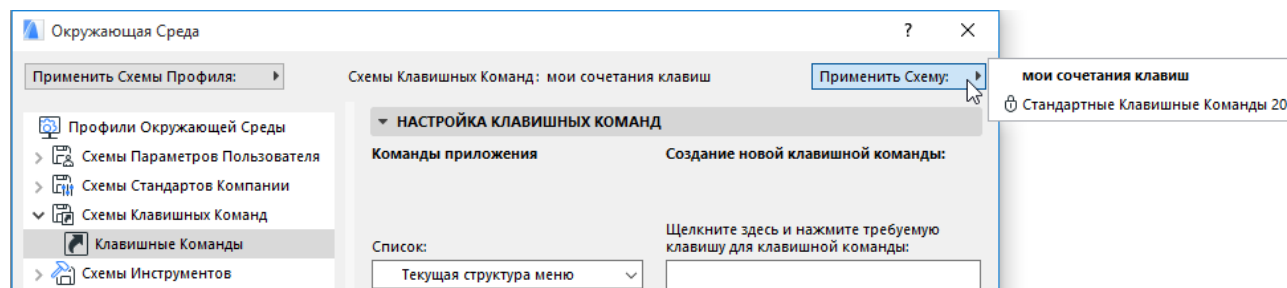 Окружающая Среда
?
Применить Схемы Профиля:
Схемы Клавишных Команд: мои сочетания клавиш
Применить Схему:
мои сочетания клавиш
Стандартные Клавишные Команды 20
Профили Окружающей Среды
Схемы Параметров Пользователя
Схемы Стандартов Компании
Схемы Клавишных Команд
Клавишные Команды
Схемы Инструментов
НАСТРОЙКА КЛАВИШНЫХ КОМАНД
Команды приложения
Создание новой клавишной команды:
Щелкните здесь и нажмите требуемую
клавишу для клавишной команды:
Список:
Текущая структура меню